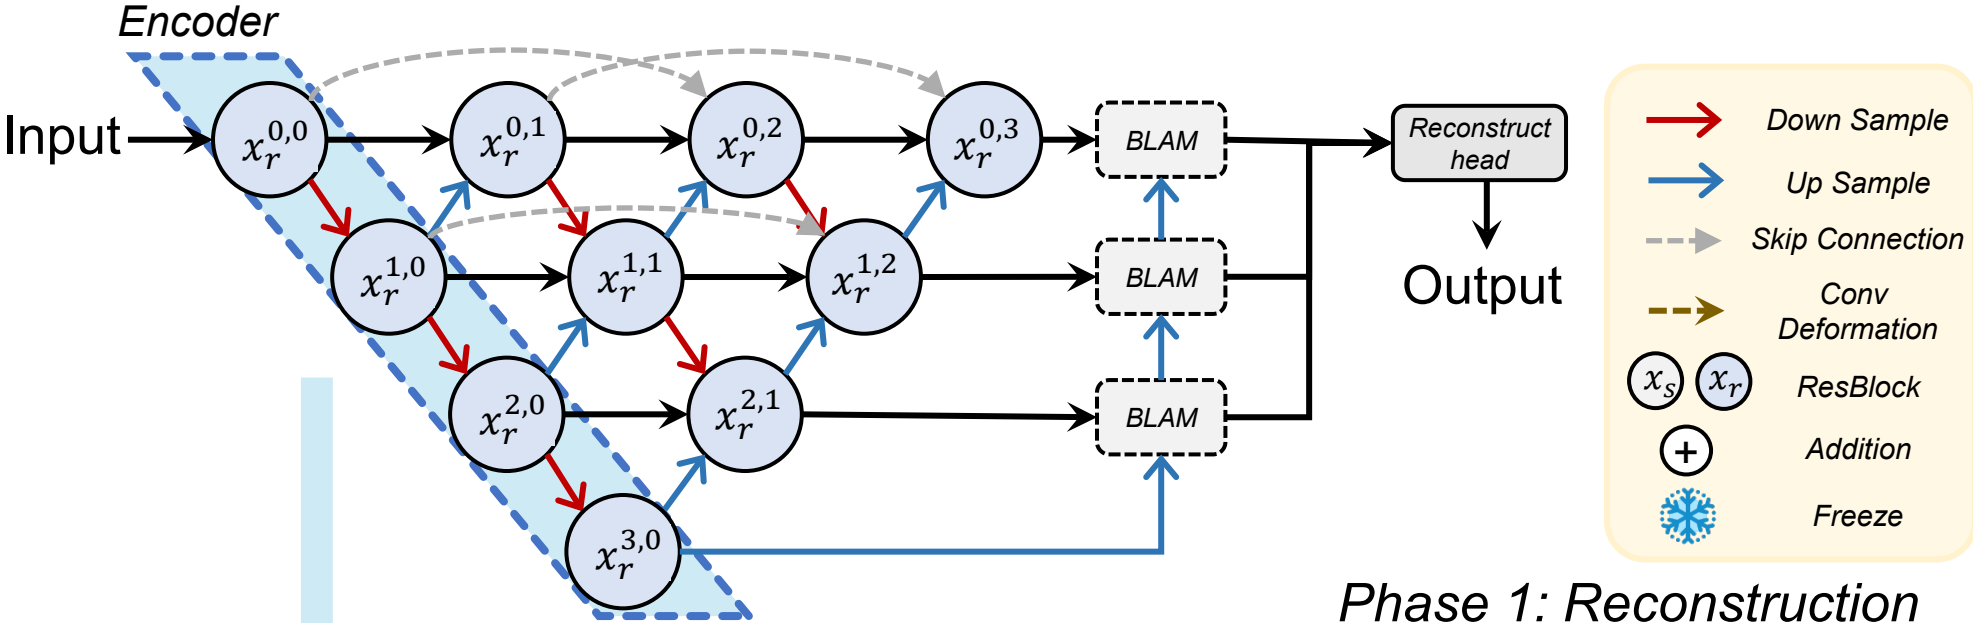 Encoder
Input
x_r^{0,0}
x_r^{0,1}
x_r^{0,2}
x_r^{0,3}
BLAM
Reconstruct
head
x_r^{1,0}
x_r^{1,1}
x_r^{1,2}
BLAM
Output
x_r^{2,0}
x_r^{2,1}
BLAM
x_r^{3,0}
Down Sample
Up Sample
Skip Connection
Conv
Deformation
x_s x_r ResBlock
+ Addition
Freeze
Phase 1: Reconstruction